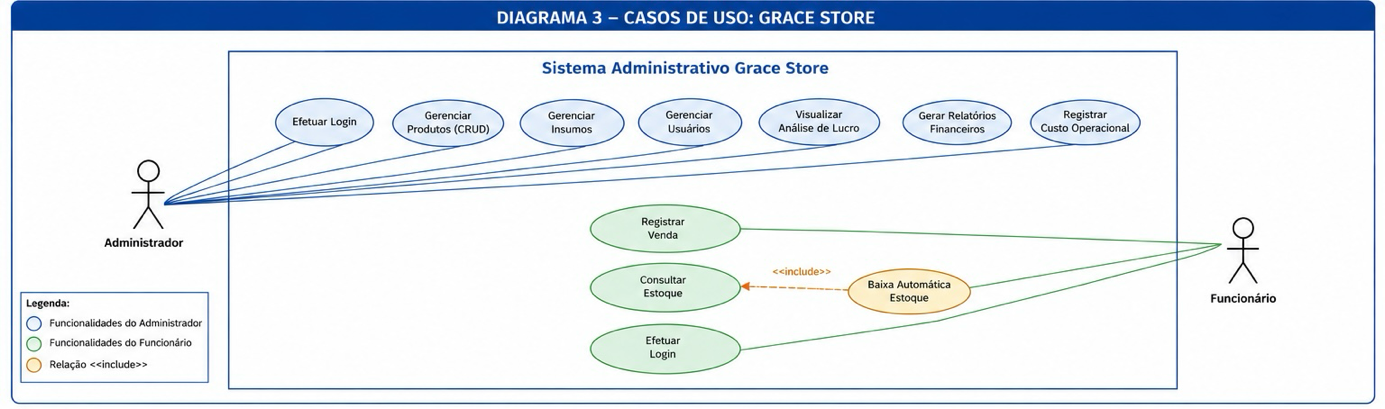 DIAGRAMA 3 – CASOS DE USO: GRACE STORE
Sistema Administrativo Grace Store
Efetuar Login
Gerenciar
Produtos (CRUD)
Gerenciar
Insumos
Gerenciar
Usuários
Visualizar
Análise de Lucro
Gerar Relatórios
Financeiros
Registrar
Custo Operacional
Administrador
Registrar
Venda
Consultar
Estoque
<<include>>
Baixa Automática
Estoque
Efetuar
Login
Funcionário
Legenda:
Funcionalidades do Administrador
Funcionalidades do Funcionário
Relação <<include>>